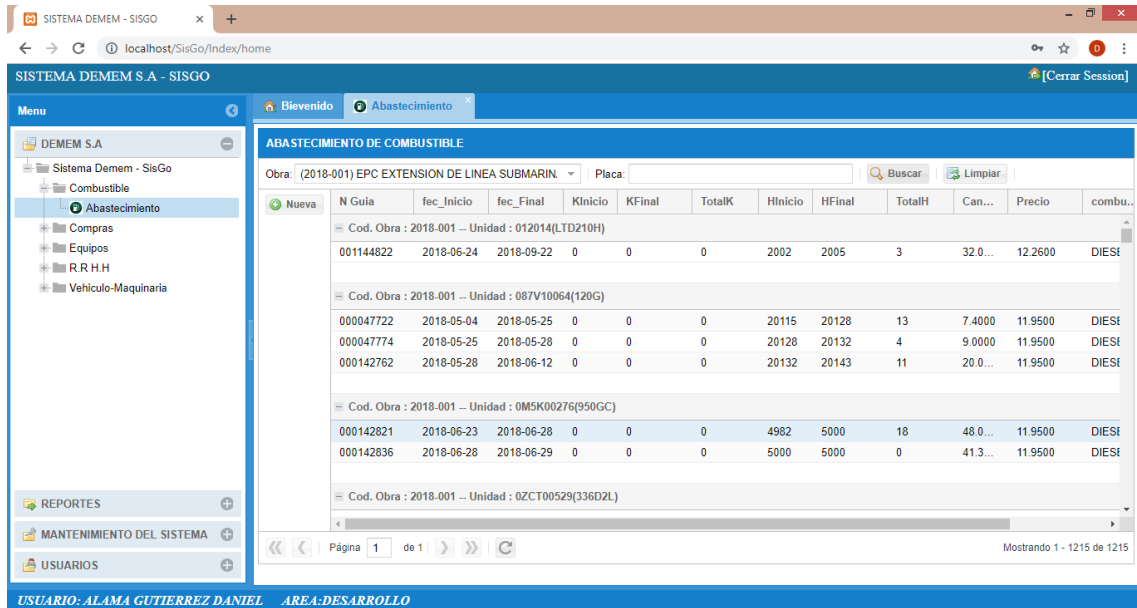 SISTEMA DEMEM - SISGO
localhost/SisGo/Index/home
D
SISTEMA DEMEM S.A - SISGO
[Cerrar Session]
Menu
Bievenido
Abastecimiento
DEMEM S.A
Sistema Demem - SisGo
Combustible
Abastecimiento
Compras
Equipos
R.R H.H
Vehiculo-Maquinaria
REPORTES
MANTENIMIENTO DEL SISTEMA
USUARIOS
ABASTECIMIENTO DE COMBUSTIBLE
Obra: (2018-001) EPC EXTENSION DE LINEA SUBMARIN. Placa: Buscar Limpiar
Nueva
N Guia fec_Inicio fec_Final KInicio KFinal TotalK HInicio HFinal TotalH Can... Precio combu..
Cod. Obra : 2018-001 -- Unidad : 012014(LTD210H)
001144822 2018-06-24 2018-09-22 0 0 0 2002 2005 3 32.0... 12.2600 DIESE
Cod. Obra : 2018-001 -- Unidad : 087V10064(120G)
000047722 2018-05-04 2018-05-25 0 0 0 20115 20128 13 7.4000 11.9500 DIESE
000047774 2018-05-25 2018-05-28 0 0 0 20128 20132 4 9.0000 11.9500 DIESE
000142762 2018-05-28 2018-06-12 0 0 0 20132 20143 11 20.0... 11.9500 DIESE
Cod. Obra : 2018-001 -- Unidad : 0M5K00276(950GC)
000142821 2018-06-23 2018-06-28 0 0 0 4982 5000 18 48.0... 11.9500 DIESE
000142836 2018-06-28 2018-06-29 0 0 0 5000 5000 0 41.3... 11.9500 DIESE
Cod. Obra : 2018-001 -- Unidad : 0ZCT00529(336D2L)
Página 1 de 1
Mostrando 1 - 1215 de 1215
USUARIO: ALAMA GUTIERREZ DANIEL AREA:DESARROLLO